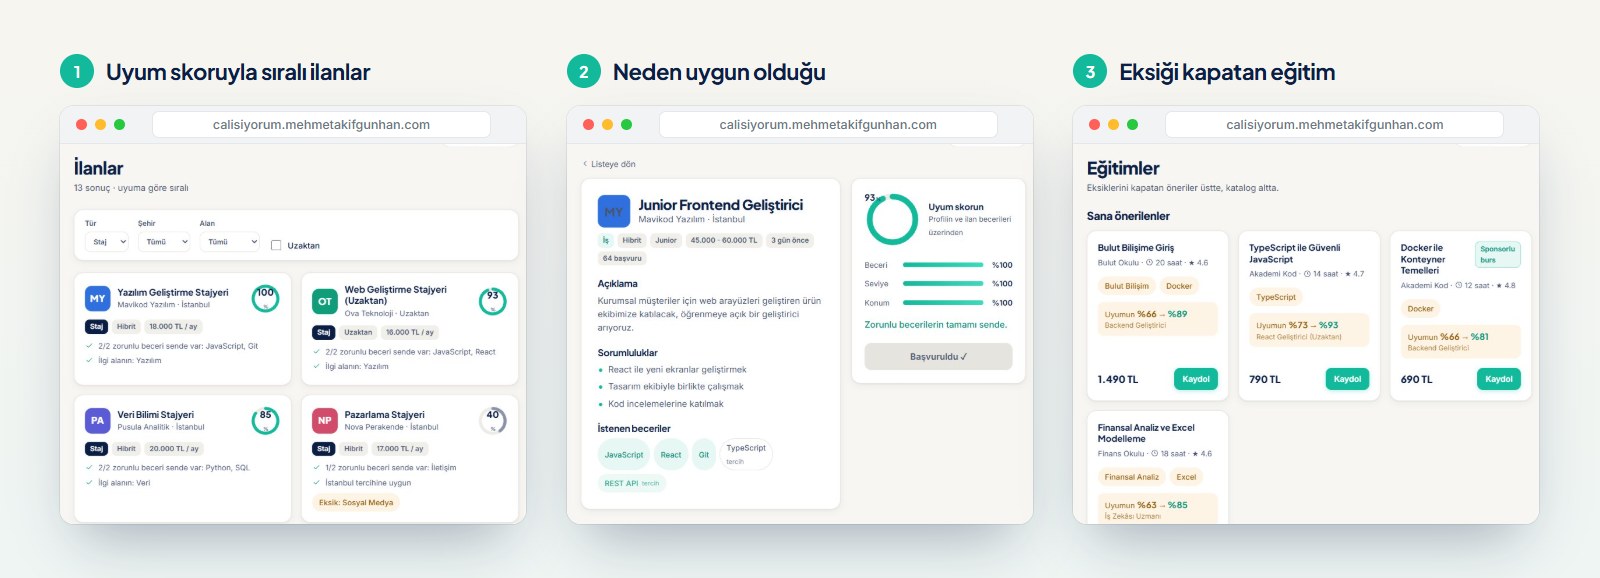 1 Uyum skoruyla sıralı ilanlar
calisiyorum.mehmetakifgunhan.com
İlanlar
13 sonuç · uyuma göre sıralı
Tür Şehir Alan
Staj Tümü Tümü Uzaktan
MY Yazılım Geliştirme Stajyeri 100 %
Mavikod Yazılım · İstanbul
Staj Hibrit 18.000 TL / ay
✓ 2/2 zorunlu beceri sende var: JavaScript, Git
✓ İlgi alanın: Yazılım
OT Web Geliştirme Stajyeri 93 %
(Uzaktan)
Ova Teknoloji · Uzaktan
Staj Uzaktan 16.000 TL / ay
✓ 2/2 zorunlu beceri sende var: JavaScript, React
✓ İlgi alanın: Yazılım
PA Veri Bilimi Stajyeri 85 %
Pusula Analitik · İstanbul
Staj Hibrit 20.000 TL / ay
✓ 2/2 zorunlu beceri sende var: Python, SQL
✓ İlgi alanın: Veri
NP Pazarlama Stajyeri 40 %
Nova Perakende · İstanbul
Staj Hibrit 17.000 TL / ay
✓ 1/2 zorunlu beceri sende var: İletişim
✓ İstanbul tercihine uygun
Eksik: Sosyal Medya
2 Neden uygun olduğu
calisiyorum.mehmetakifgunhan.com
‹ Listeye dön
MY Junior Frontend Geliştirici
Mavikod Yazılım · İstanbul
İş Hibrit Junior 45.000 - 60.000 TL 3 gün önce
64 başvuru
Açıklama
Kurumsal müşteriler için web arayüzleri geliştiren ürün
ekibimize katılacak, öğrenmeye açık bir geliştirici
arıyoruz.
Sorumluluklar
• React ile yeni ekranlar geliştirmek
• Tasarım ekibiyle birlikte çalışmak
• Kod incelemelerine katılmak
İstenen beceriler
JavaScript React Git TypeScript
tercih
REST API tercih
93 %
Uyum skorun
Profilin ve ilan becerileri
üzerinden
Beceri %100
Seviye %100
Konum %100
Zorunlu becerilerin tamamı sende.
Başvuruldu ✓
3 Eksiği kapatan eğitim
calisiyorum.mehmetakifgunhan.com
Eğitimler
Eksiklerini kapatan öneriler üstte, katalog altta.
Sana önerilenler
Bulut Bilişime Giriş
Bulut Okulu · 20 saat · ★ 4.6
Bulut Bilişim Docker
Uyumun %66 → %89
Backend Geliştirici
1.490 TL Kaydol
TypeScript ile Güvenli
JavaScript
Akademi Kod · 14 saat · ★ 4.7
TypeScript
Uyumun %73 → %93
React Geliştirici (Uzaktan)
790 TL Kaydol
Docker ile
Konteyner
Temelleri
Sponsorlu
burs
Akademi Kod · 12 saat · ★ 4.8
Docker
Uyumun %66 → %81
Backend Geliştirici
690 TL Kaydol
Finansal Analiz ve Excel
Modelleme
Finans Okulu · 18 saat · ★ 4.6
Finansal Analiz Excel
Uyumun %63 → %85
İş Zekâsı Uzmanı